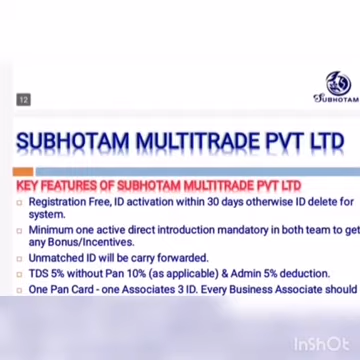 12
SUBHOTAM
SUBHOTAM MULTITRADE PVT LTD
KEY FEATURES OF SUBHOTAM MULTITRADE PVT LTD
Registration Free, ID activation within 30 days otherwise ID delete for
system.
Minimum one active direct introduction mandatory in both team to get
any Bonus/Incentives.
Unmatched ID will be carry forwarded.
TDS 5% without Pan 10% (as applicable) & Admin 5% deduction.
One Pan Card - one Associates 3 ID. Every Business Associate should
InShOt